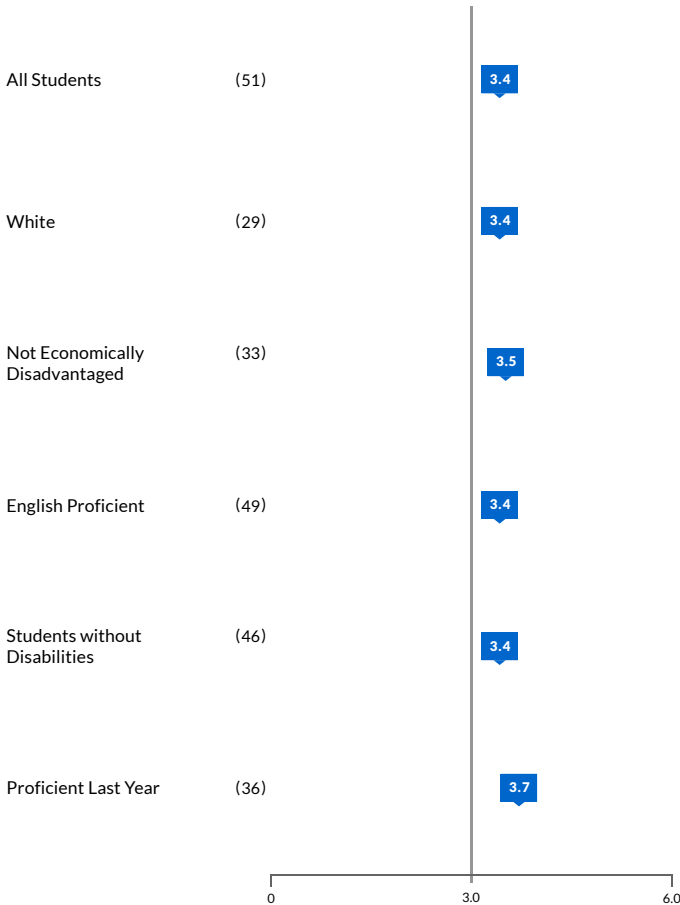 All Students (51) 3.4
White (29) 3.4
Not Economically (33)
Disadvantaged 3.5
English Proficient (49) 3.4
Students without (46)
Disabilities 3.4
Proficient Last Year (36) 3.7
0 3.0 6.0